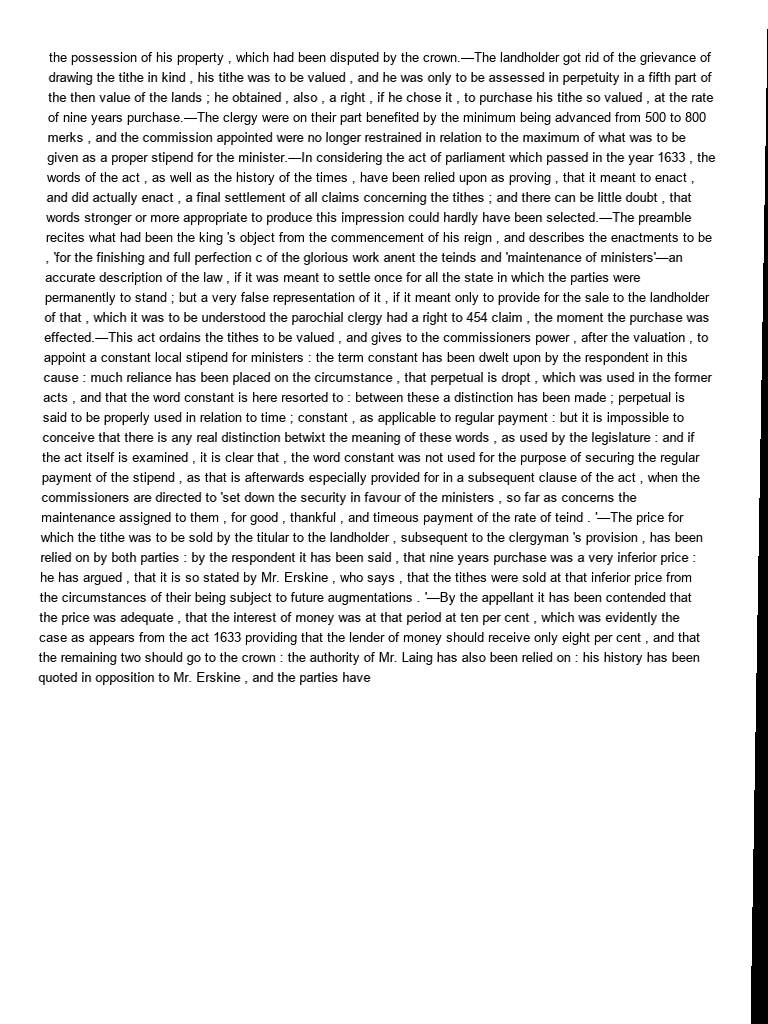 the possession of his property , which had been disputed by the crown.—The landholder got rid of the grievance of
drawing the tithe in kind , his tithe was to be valued , and he was only to be assessed in perpetuity in a fifth part of
the then value of the lands ; he obtained , also , a right , if he chose it , to purchase his tithe so valued , at the rate
of nine years purchase.—The clergy were on their part benefited by the minimum being advanced from 500 to 800
merks , and the commission appointed were no longer restrained in relation to the maximum of what was to be
given as a proper stipend for the minister.—In considering the act of parliament which passed in the year 1633 , the
words of the act , as well as the history of the times , have been relied upon as proving , that it meant to enact ,
and did actually enact , a final settlement of all claims concerning the tithes ; and there can be little doubt , that
words stronger or more appropriate to produce this impression could hardly have been selected.—The preamble
recites what had been the king 's object from the commencement of his reign , and describes the enactments to be
, 'for the finishing and full perfection c of the glorious work anent the teinds and 'maintenance of ministers'—an
accurate description of the law , if it was meant to settle once for all the state in which the parties were
permanently to stand ; but a very false representation of it , if it meant only to provide for the sale to the landholder
of that , which it was to be understood the parochial clergy had a right to 454 claim , the moment the purchase was
effected.—This act ordains the tithes to be valued , and gives to the commissioners power , after the valuation , to
appoint a constant local stipend for ministers : the term constant has been dwelt upon by the respondent in this
cause : much reliance has been placed on the circumstance , that perpetual is dropt , which was used in the former
acts , and that the word constant is here resorted to : between these a distinction has been made ; perpetual is
said to be properly used in relation to time ; constant , as applicable to regular payment : but it is impossible to
conceive that there is any real distinction betwixt the meaning of these words , as used by the legislature : and if
the act itself is examined , it is clear that , the word constant was not used for the purpose of securing the regular
payment of the stipend , as that is afterwards especially provided for in a subsequent clause of the act , when the
commissioners are directed to 'set down the security in favour of the ministers , so far as concerns the
maintenance assigned to them , for good , thankful , and timeous payment of the rate of teind . '—The price for
which the tithe was to be sold by the titular to the landholder , subsequent to the clergyman 's provision , has been
relied on by both parties : by the respondent it has been said , that nine years purchase was a very inferior price :
he has argued , that it is so stated by Mr. Erskine , who says , that the tithes were sold at that inferior price from
the circumstances of their being subject to future augmentations . '—By the appellant it has been contended that
the price was adequate , that the interest of money was at that period at ten per cent , which was evidently the
case as appears from the act 1633 providing that the lender of money should receive only eight per cent , and that
the remaining two should go to the crown : the authority of Mr. Laing has also been relied on : his history has been
quoted in opposition to Mr. Erskine , and the parties have